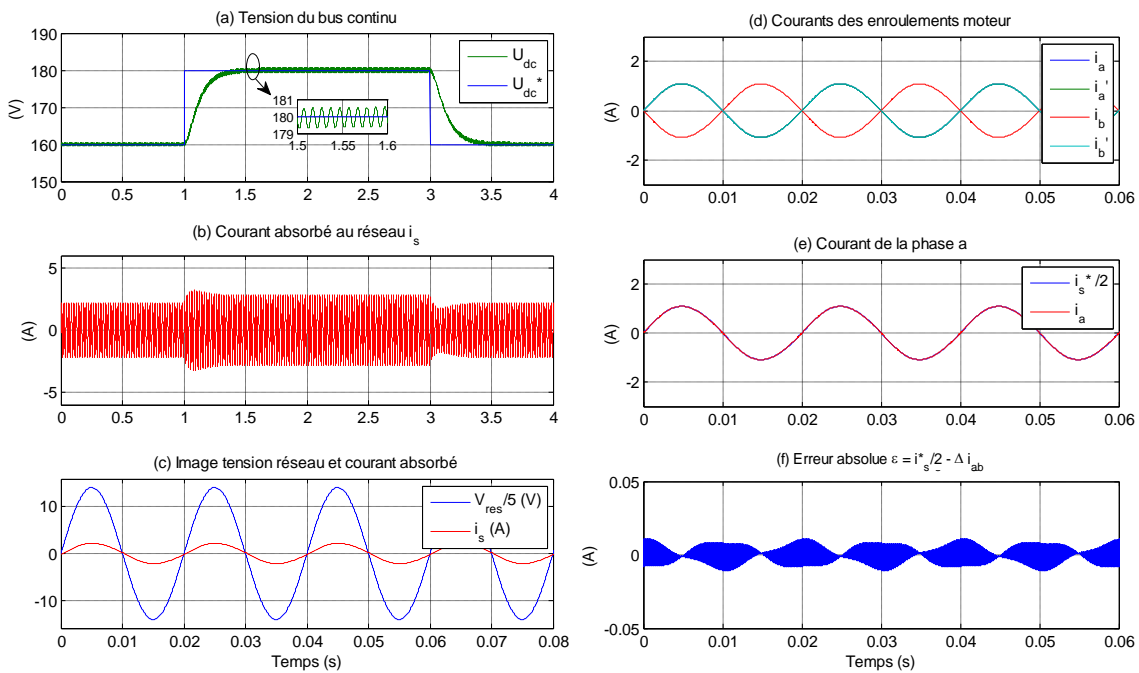 (a) Tension du bus continu
190
180
170
160
150
(V)
U_dc
U_dc*
181
180
179
1.5 1.55 1.6
0 0.5 1 1.5 2 2.5 3 3.5 4
(b) Courant absorbé au réseau i_s
5
0
-5
(A)
0 0.5 1 1.5 2 2.5 3 3.5 4
(c) Image tension réseau et courant absorbé
10
0
-10
V_res/5 (V)
i_s (A)
0 0.01 0.02 0.03 0.04 0.05 0.06 0.07 0.08
Temps (s)
(d) Courants des enroulements moteur
2
0
-2
(A)
i_a
i_a'
i_b
i_b'
0 0.01 0.02 0.03 0.04 0.05 0.06
(e) Courant de la phase a
2
0
-2
(A)
i_s* /2
i_a
0 0.01 0.02 0.03 0.04 0.05 0.06
(f) Erreur absolue ε = i*_s/2 - Δ i_ab
0.05
0
-0.05
(A)
0 0.01 0.02 0.03 0.04 0.05 0.06
Temps (s)